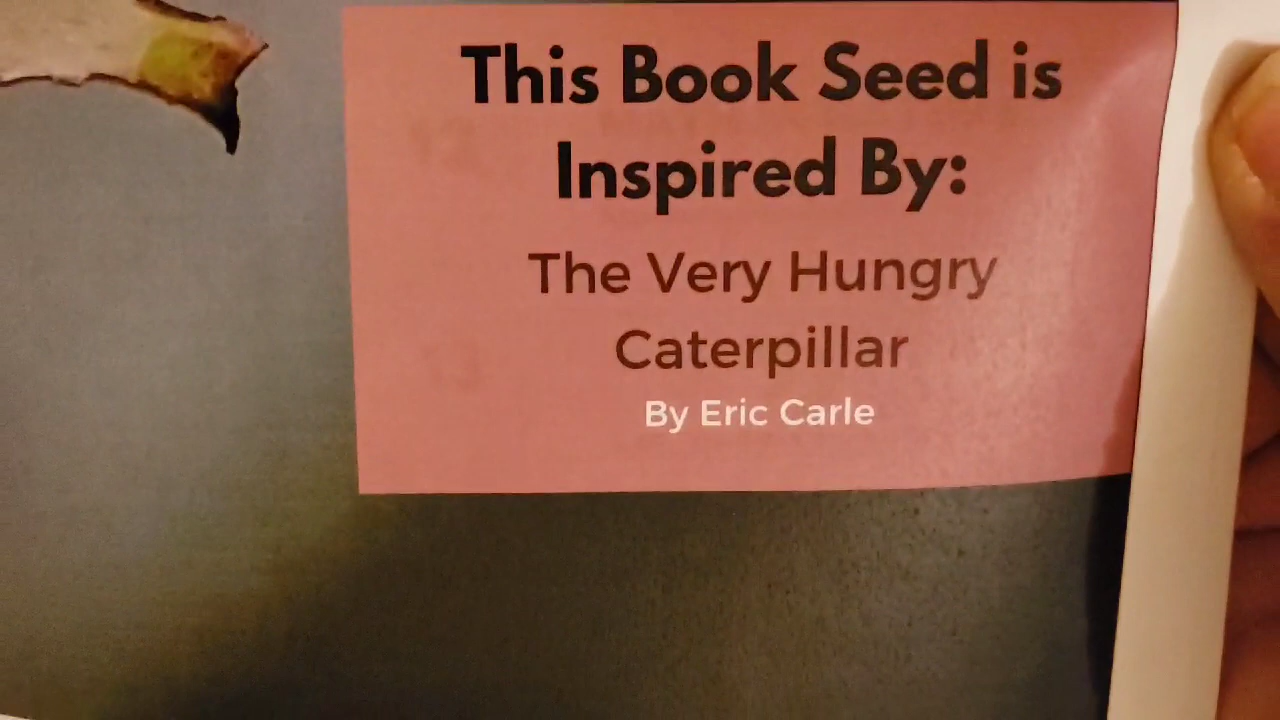 This Book Seed is
Inspired By:
The Very Hungry
Caterpillar
By Eric Carle